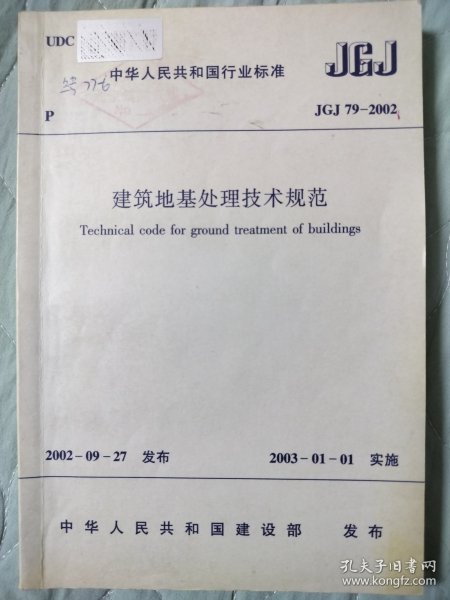 UDC
中华人民共和国行业标准
JGJ
P
JGJ 79-2002
建筑地基处理技术规范
Technical code for ground treatment of buildings
2002-09-27 发布
2003-01-01 实施
中华人民共和国建设部 发布
孔夫子旧书网
www.kongfz.com